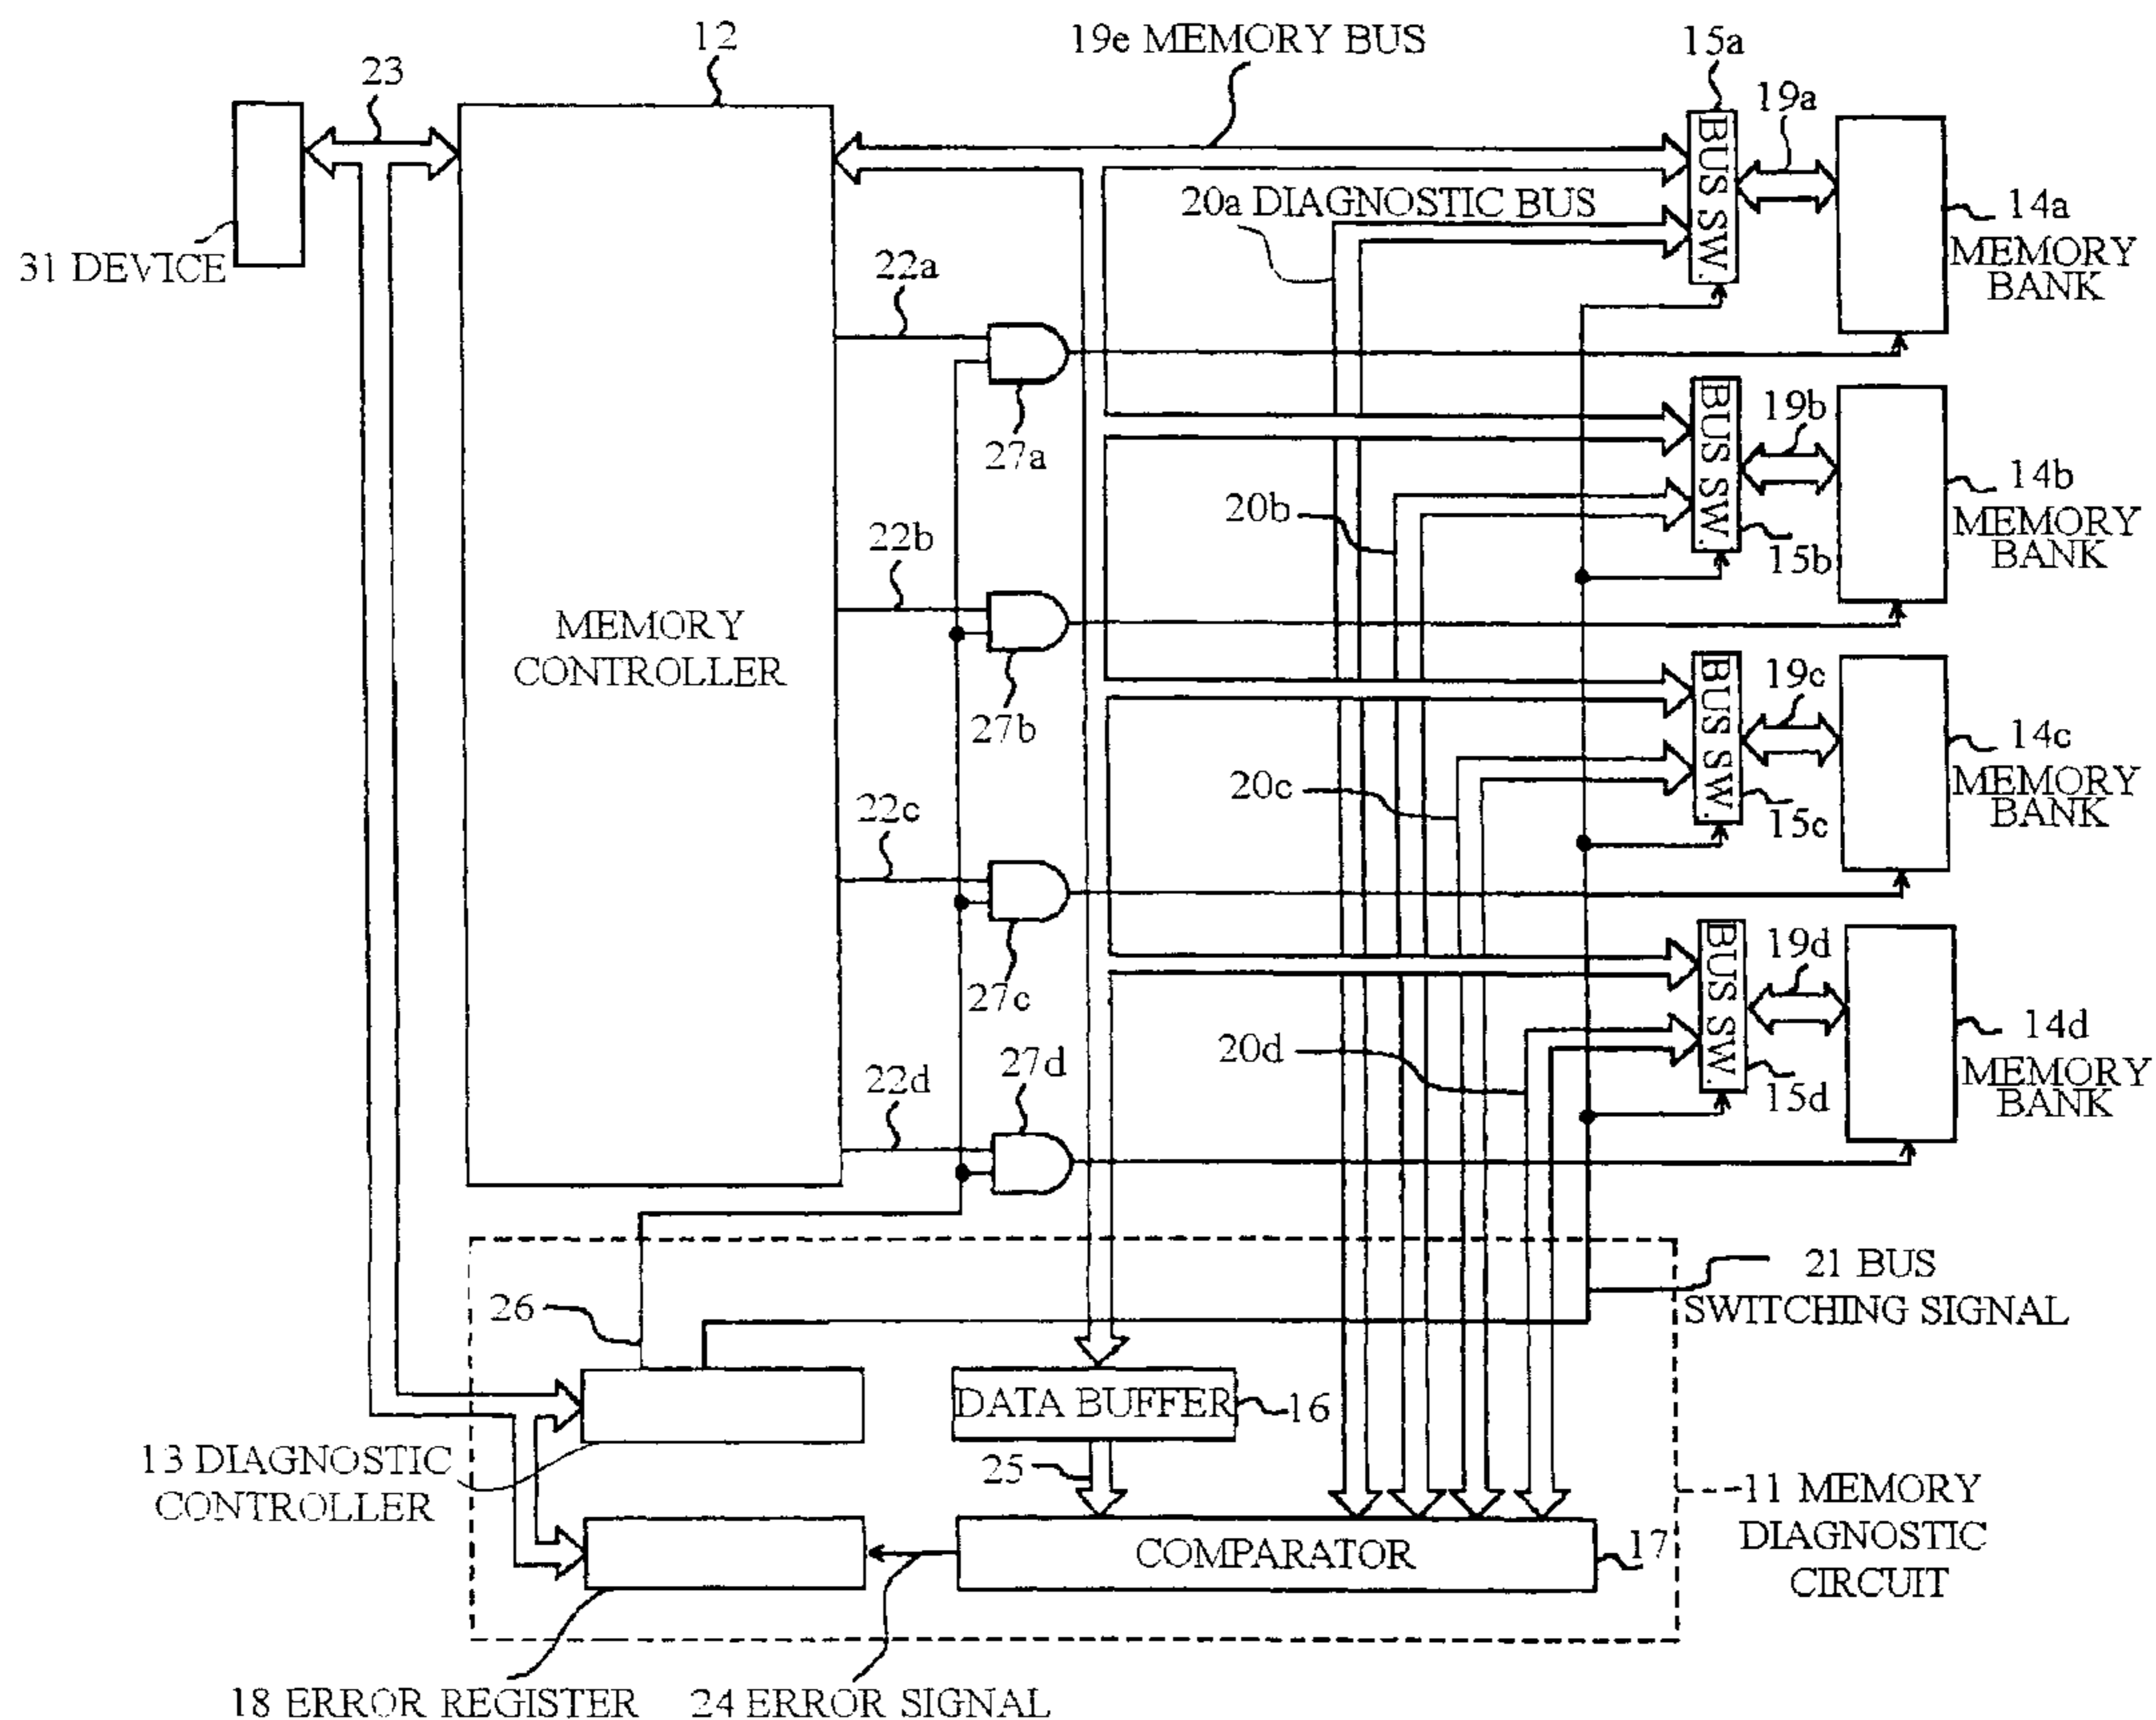 12
19e MEMORY BUS
15a
23
19a
BUS SW.
20a DIAGNOSTIC BUS
14a
MEMORY
BANK
31 DEVICE
22a
27a
BUS SW.
19b
14b
MEMORY
BANK
20b
15b
22b
MEMORY
CONTROLLER
27b
BUS SW.
19c
14c
MEMORY
BANK
20c
15c
22c
27c
BUS SW.
19d
14d
MEMORY
BANK
20d
15d
22d
27d
21 BUS
SWITCHING SIGNAL
26
DATA BUFFER
16
13 DIAGNOSTIC
CONTROLLER
25
11 MEMORY
DIAGNOSTIC
CIRCUIT
COMPARATOR
17
18 ERROR REGISTER
24 ERROR SIGNAL